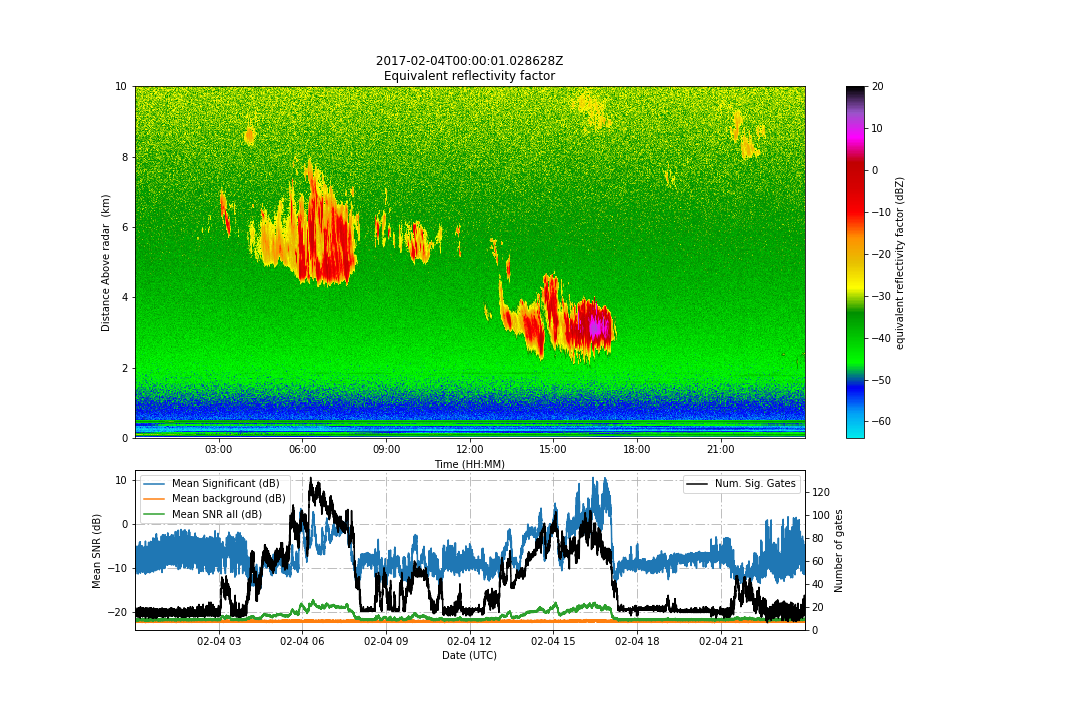 2017-02-04T00:00:01.028628Z
Equivalent reflectivity factor
10
8
6
4
2
0
Distance Above radar (km)
03:00 06:00 09:00 12:00 15:00 18:00 21:00
Time (HH:MM)
20
10
0
−10
−20
−30
−40
−50
−60
equivalent reflectivity factor (dBZ)
Mean Significant (dB)
Mean background (dB)
Mean SNR all (dB)
Num. Sig. Gates
10
0
−10
−20
Mean SNR (dB)
120
100
80
60
40
20
0
Number of gates
02-04 03 02-04 06 02-04 09 02-04 12 02-04 15 02-04 18 02-04 21
Date (UTC)